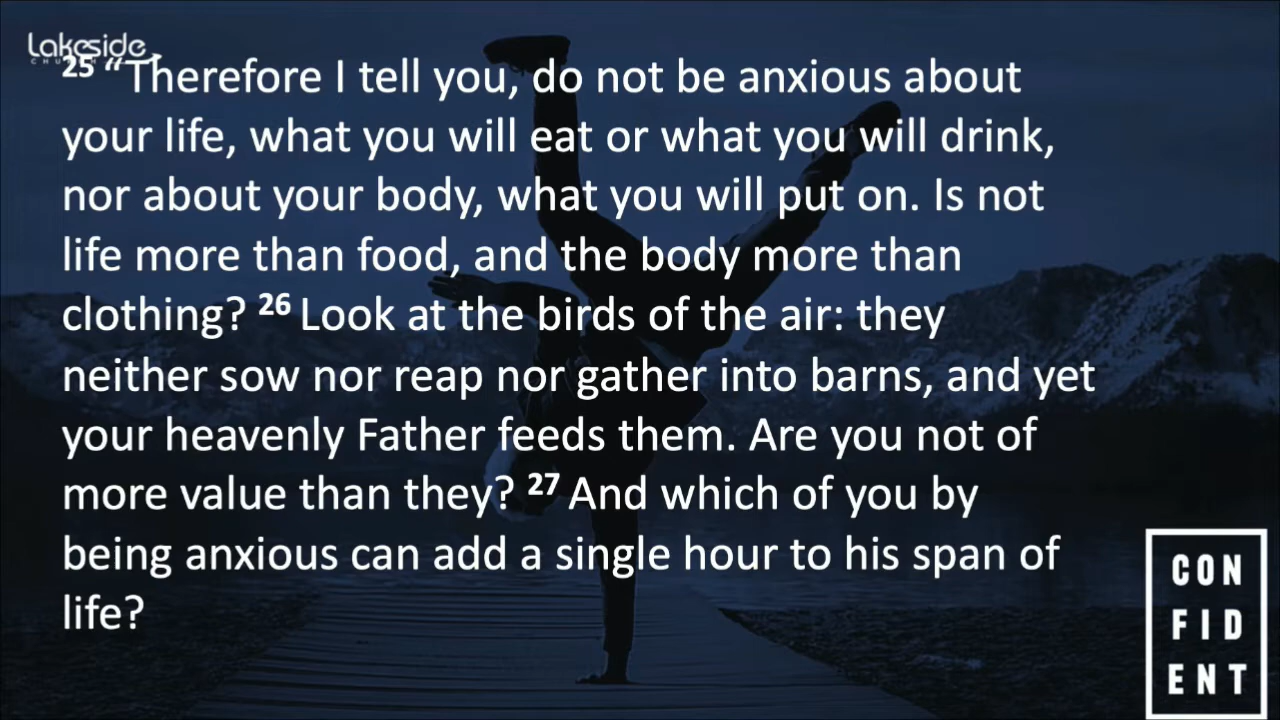 Lakeside
CHURCH
25 “Therefore I tell you, do not be anxious about
your life, what you will eat or what you will drink,
nor about your body, what you will put on. Is not
life more than food, and the body more than
clothing? 26 Look at the birds of the air: they
neither sow nor reap nor gather into barns, and yet
your heavenly Father feeds them. Are you not of
more value than they? 27 And which of you by
being anxious can add a single hour to his span of
life?
CON
FID
ENT